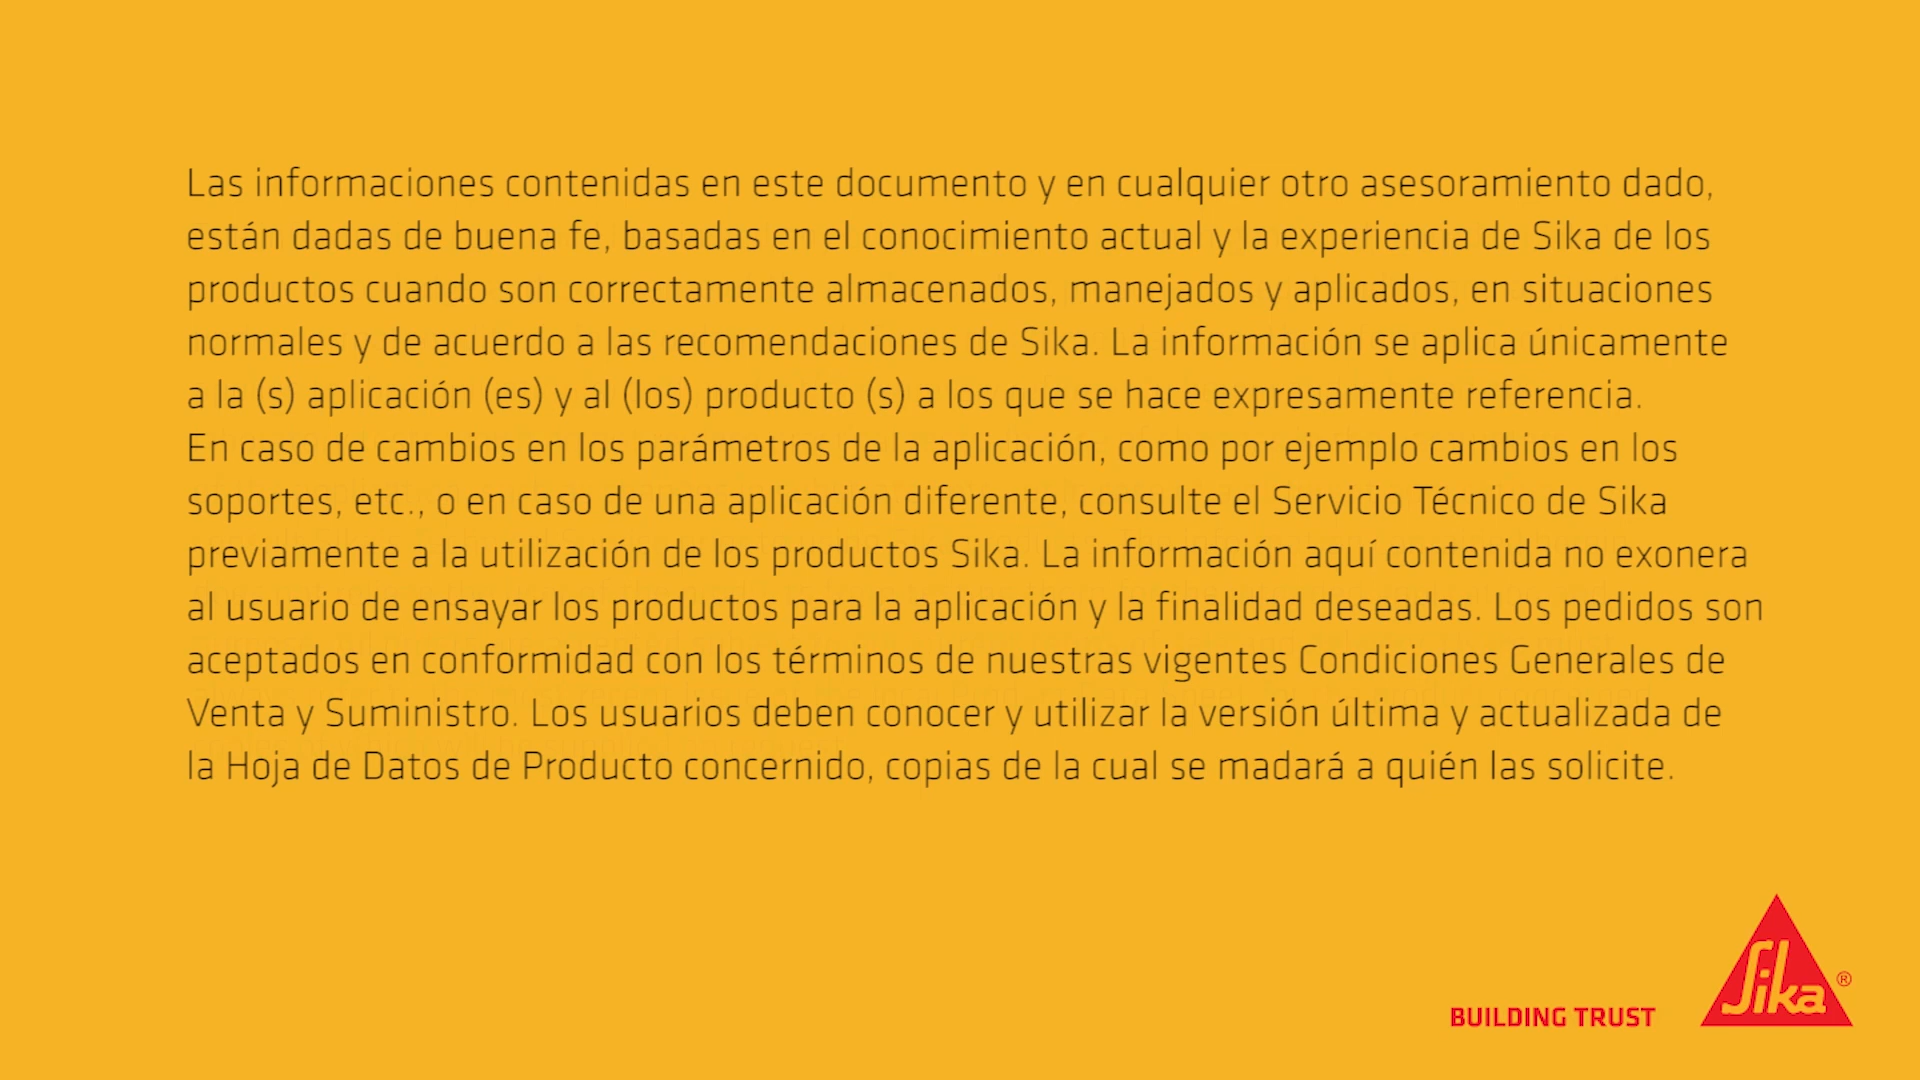 Las informaciones contenidas en este documento y en cualquier otro asesoramiento dado,
están dadas de buena fe, basadas en el conocimiento actual y la experiencia de Sika de los
productos cuando son correctamente almacenados, manejados y aplicados, en situaciones
normales y de acuerdo a las recomendaciones de Sika. La información se aplica únicamente
a la (s) aplicación (es) y al (los) producto (s) a los que se hace expresamente referencia.
En caso de cambios en los parámetros de la aplicación, como por ejemplo cambios en los
soportes, etc., o en caso de una aplicación diferente, consulte el Servicio Técnico de Sika
previamente a la utilización de los productos Sika. La información aquí contenida no exonera
al usuario de ensayar los productos para la aplicación y la finalidad deseadas. Los pedidos son
aceptados en conformidad con los términos de nuestras vigentes Condiciones Generales de
Venta y Suministro. Los usuarios deben conocer y utilizar la versión última y actualizada de
la Hoja de Datos de Producto concernido, copias de la cual se madará a quién las solicite.
BUILDING TRUST
Sika®